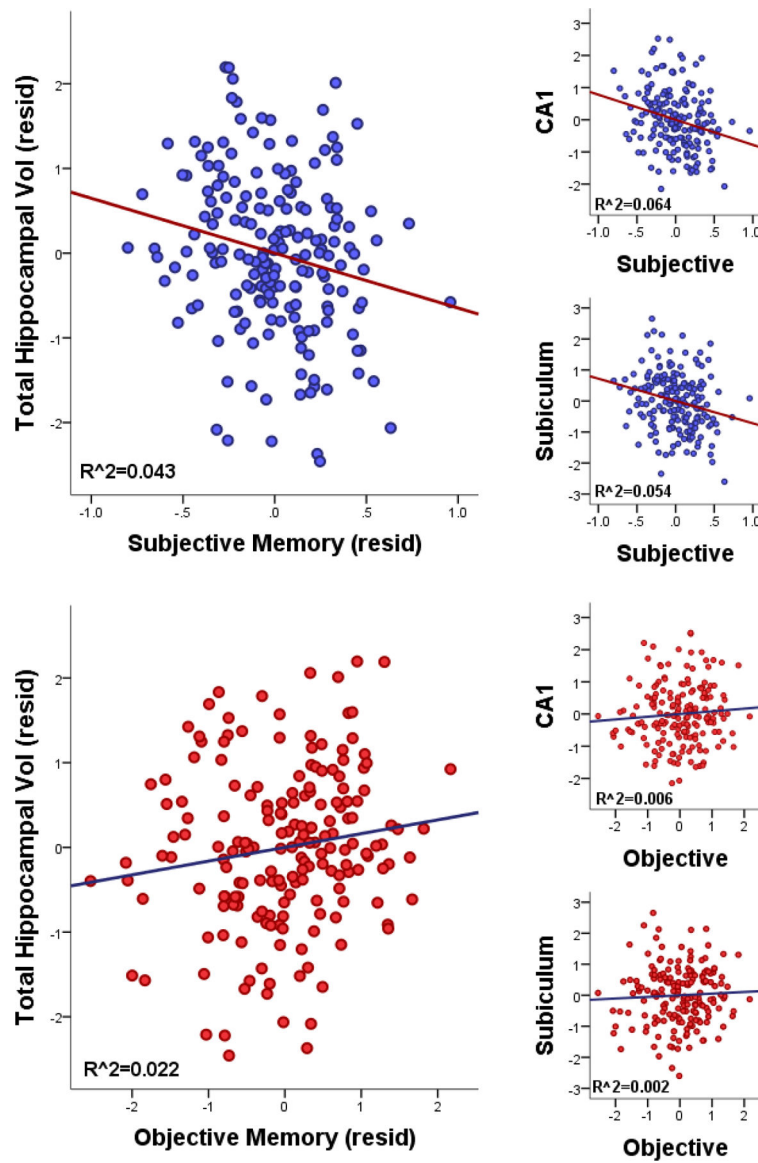 Total Hippocampal Vol (resid)
2
1
0
-1
-2
R^2=0.043
-1.0 -.5 .0 .5 1.0
Subjective Memory (resid)
CA1
3
2
1
0
-1
-2
R^2=0.064
-1.0 -.5 .0 .5 1.0
Subjective
Subiculum
3
2
1
0
-1
-2
-3
R^2=0.054
-1.0 -.5 .0 .5 1.0
Subjective
Total Hippocampal Vol (resid)
2
1
0
-1
-2
R^2=0.022
-2 -1 0 1 2
Objective Memory (resid)
CA1
3
2
1
0
-1
-2
R^2=0.006
-2 -1 0 1 2
Objective
Subiculum
3
2
1
0
-1
-2
-3
R^2=0.002
-2 -1 0 1 2
Objective